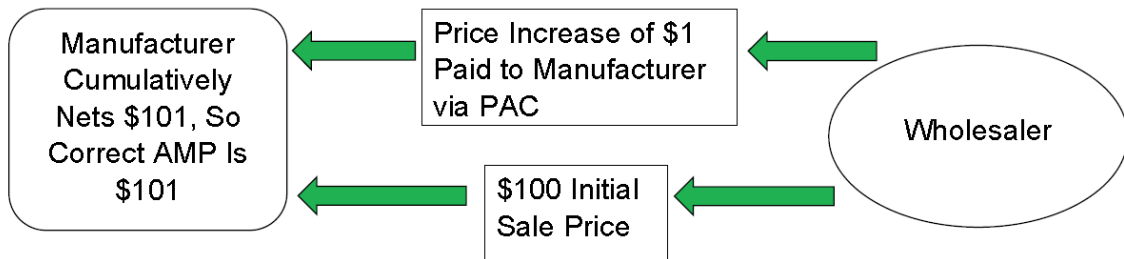 Manufacturer
Cumulatively
Nets $101, So
Correct AMP Is
$101
Price Increase of $1
Paid to Manufacturer
via PAC
$100 Initial
Sale Price
Wholesaler